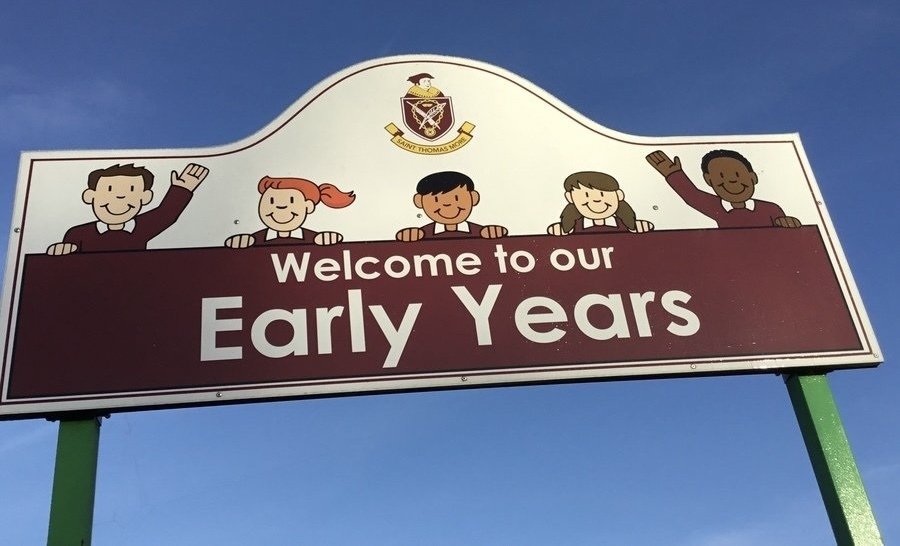 SAINT THOMAS MORE
Welcome to our
Early Years